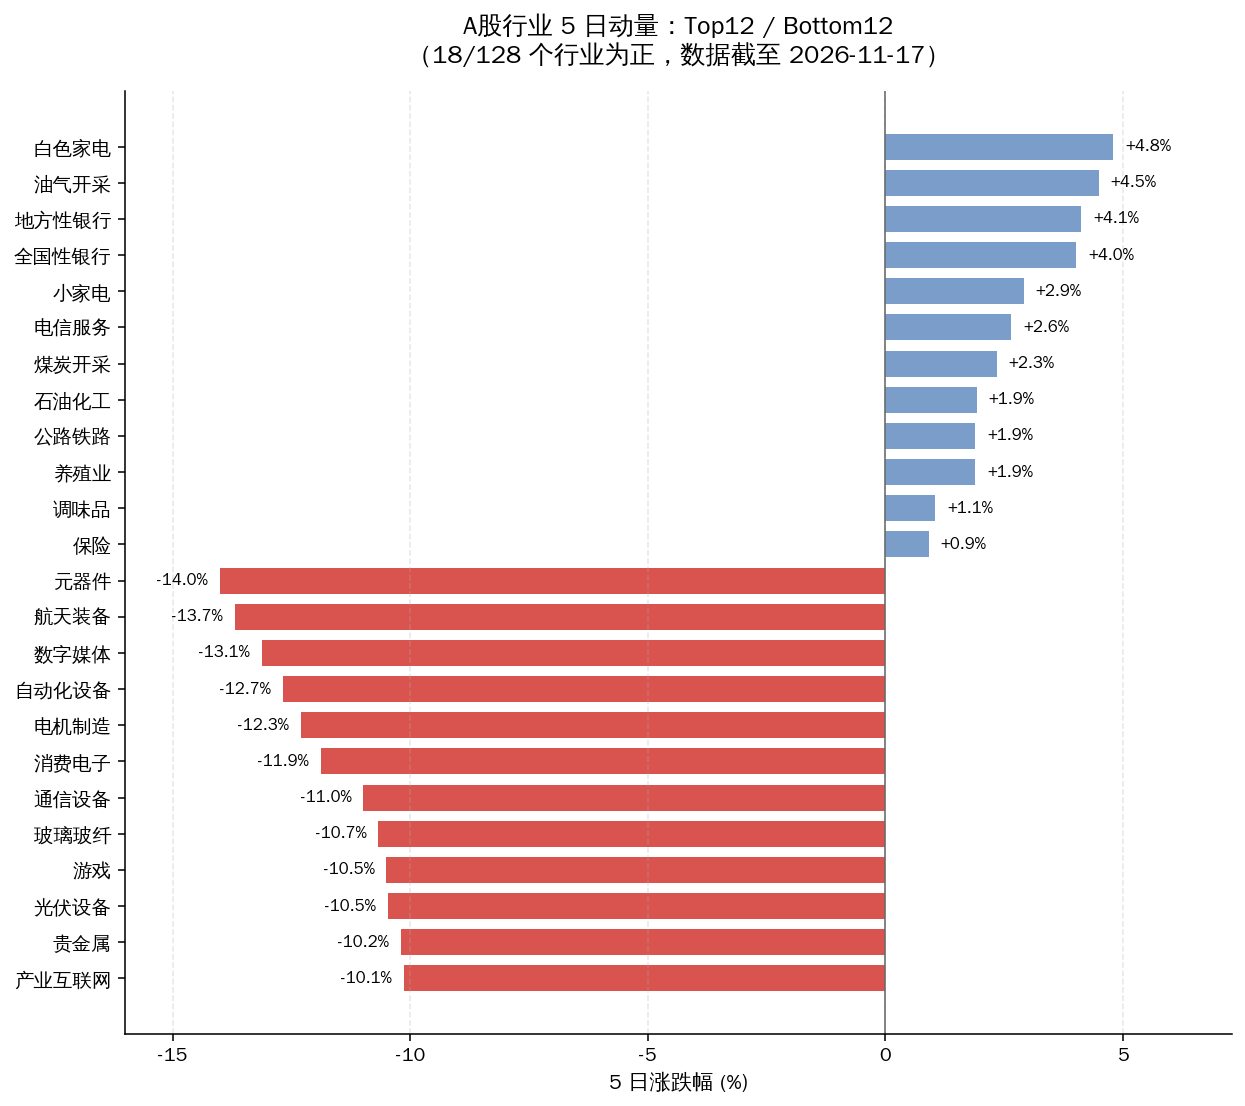 A股行业 5 日动量：Top12 / Bottom12
（18/128 个行业为正，数据截至 2026-11-17）
白色家电 +4.8%
油气开采 +4.5%
地方性银行 +4.1%
全国性银行 +4.0%
小家电 +2.9%
电信服务 +2.6%
煤炭开采 +2.3%
石油化工 +1.9%
公路铁路 +1.9%
养殖业 +1.9%
调味品 +1.1%
保险 +0.9%
元器件 -14.0%
航天装备 -13.7%
数字媒体 -13.1%
自动化设备 -12.7%
电机制造 -12.3%
消费电子 -11.9%
通信设备 -11.0%
玻璃玻纤 -10.7%
游戏 -10.5%
光伏设备 -10.5%
贵金属 -10.2%
产业互联网 -10.1%
-15 -10 -5 0 5
5 日涨跌幅 (%)